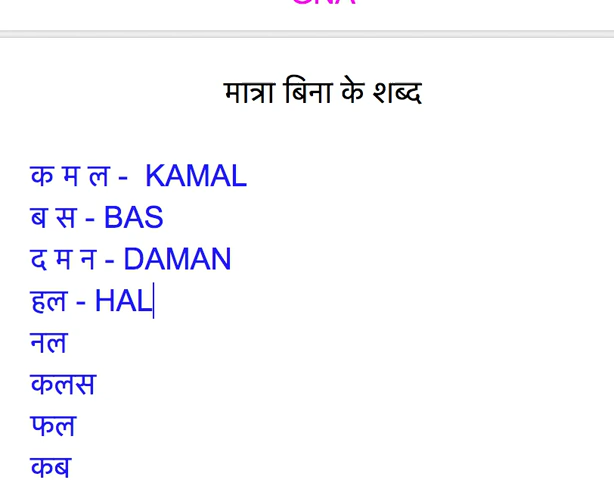 मात्रा बिना के शब्द
क म ल - KAMAL
ब स - BAS
द म न - DAMAN
हल - HAL
नल
कलस
फल
कब